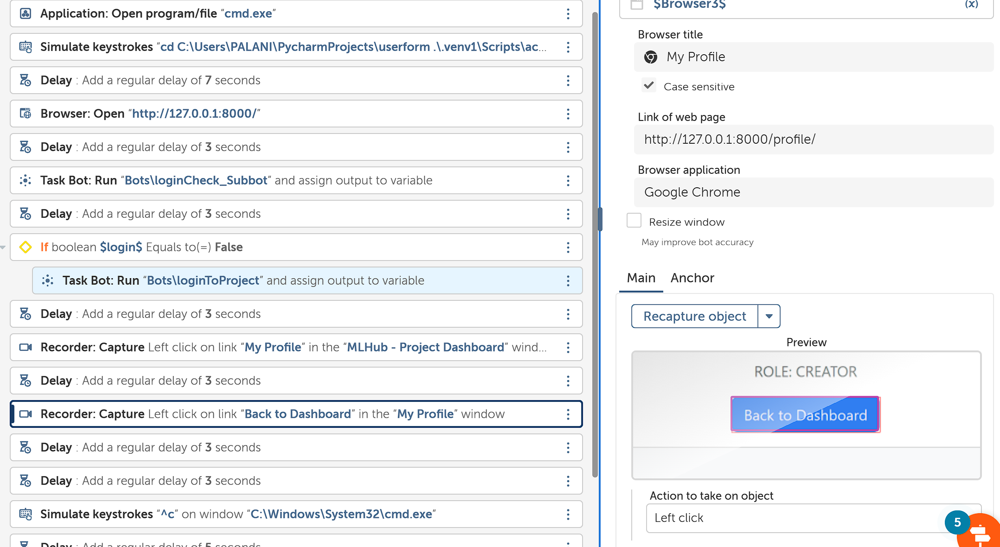 Application: Open program/file “cmd.exe”
Simulate keystrokes “cd C:\Users\PALANI\PycharmProjects\userform .\.venv1\Scripts\ac...
Delay : Add a regular delay of 7 seconds
Browser: Open “http://127.0.0.1:8000/”
Delay : Add a regular delay of 3 seconds
Task Bot: Run “Bots\loginCheck_Subbot” and assign output to variable
Delay : Add a regular delay of 3 seconds
If boolean $login$ Equals to(=) False
Task Bot: Run “Bots\loginToProject” and assign output to variable
Delay : Add a regular delay of 3 seconds
Recorder: Capture Left click on link “My Profile” in the “MLHub - Project Dashboard” wind...
Delay : Add a regular delay of 3 seconds
Recorder: Capture Left click on link “Back to Dashboard” in the “My Profile” window
Delay : Add a regular delay of 3 seconds
Delay : Add a regular delay of 3 seconds
Simulate keystrokes “^c” on window “C:\Windows\System32\cmd.exe”
Delay : Add a regular delay of 5 seconds
$Browser3$
(x)
Browser title
My Profile
Case sensitive
Link of web page
http://127.0.0.1:8000/profile/
Browser application
Google Chrome
Resize window
May improve bot accuracy
Main Anchor
Recapture object
Preview
ROLE: CREATOR
Back to Dashboard
Action to take on object
Left click
5